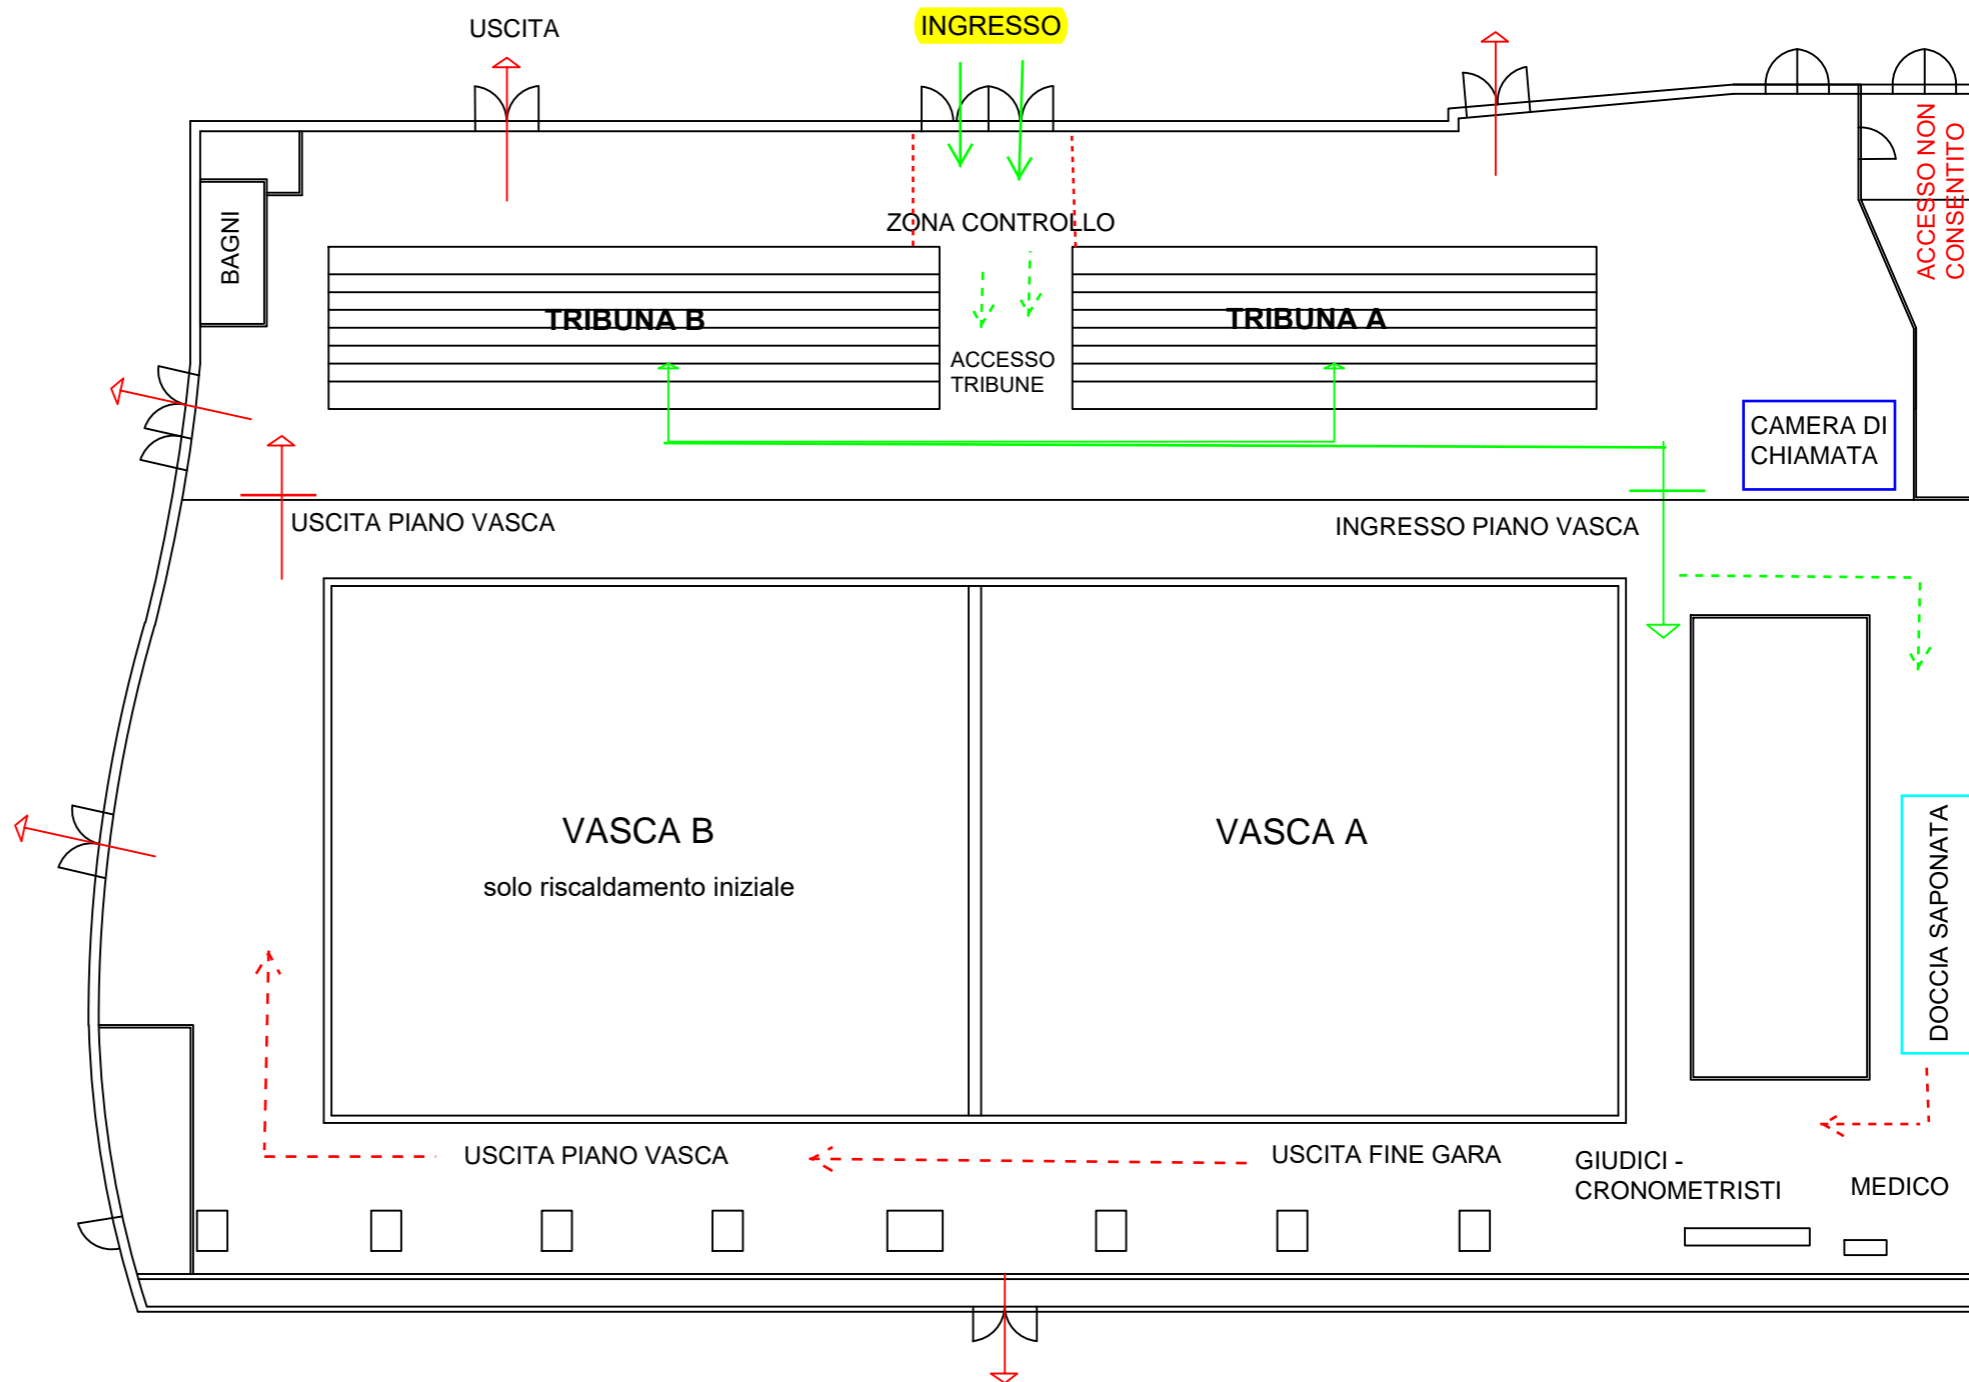 USCITA
INGRESSO
ACCESSO NON
CONSENTITO
BAGNI
ZONA CONTROLLO
TRIBUNA B
TRIBUNA A
ACCESSO
TRIBUNE
CAMERA DI
CHIAMATA
USCITA PIANO VASCA
INGRESSO PIANO VASCA
VASCA B
solo riscaldamento iniziale
VASCA A
DOCCIA SAPONATA
USCITA PIANO VASCA
USCITA FINE GARA
GIUDICI -
CRONOMETRISTI
MEDICO